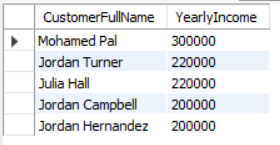 CustomerFullName YearlyIncome
Mohamed Pal 300000
Jordan Turner 220000
Julia Hall 220000
Jordan Campbell 200000
Jordan Hernandez 200000